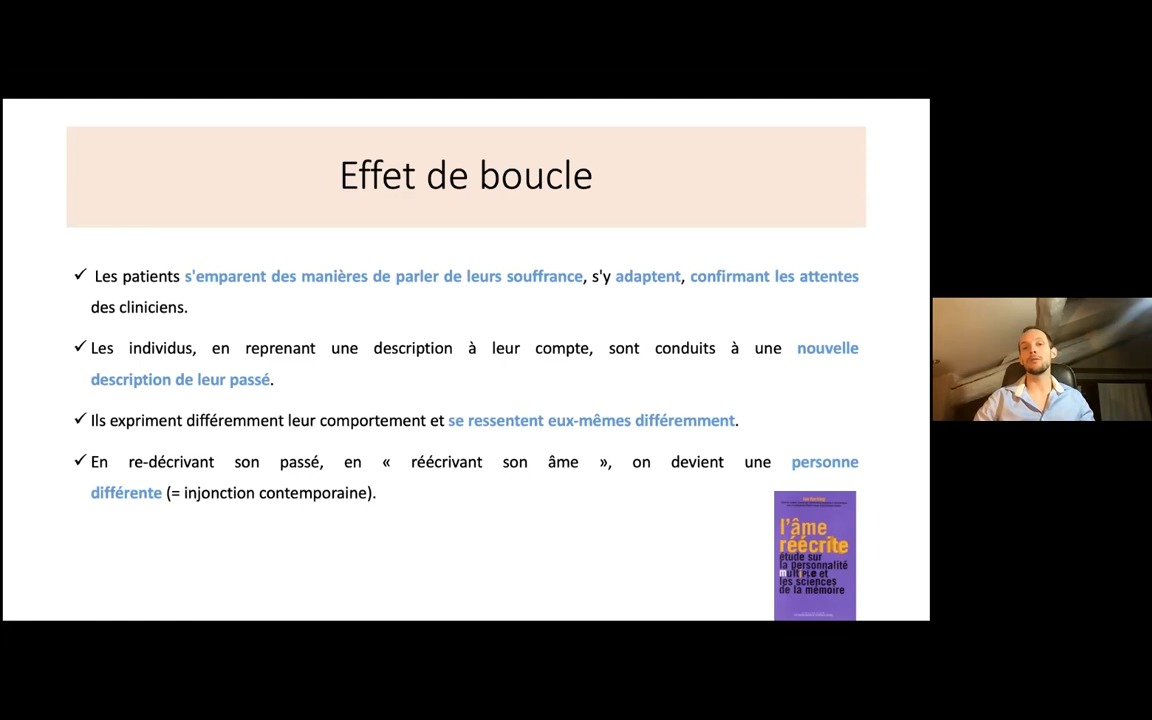 Effet de boucle
✓ Les patients s'emparent des manières de parler de leurs souffrance, s'y adaptent, confirmant les attentes
des cliniciens.
✓ Les individus, en reprenant une description à leur compte, sont conduits à une nouvelle
description de leur passé.
✓ Ils expriment différemment leur comportement et se ressentent eux-mêmes différemment.
✓ En re-décrivant son passé, en « réécrivant son âme », on devient une personne
différente (= injonction contemporaine).
l'âme
réécrite
étude sur
la personnalité
multiple et
les sciences
de la mémoire